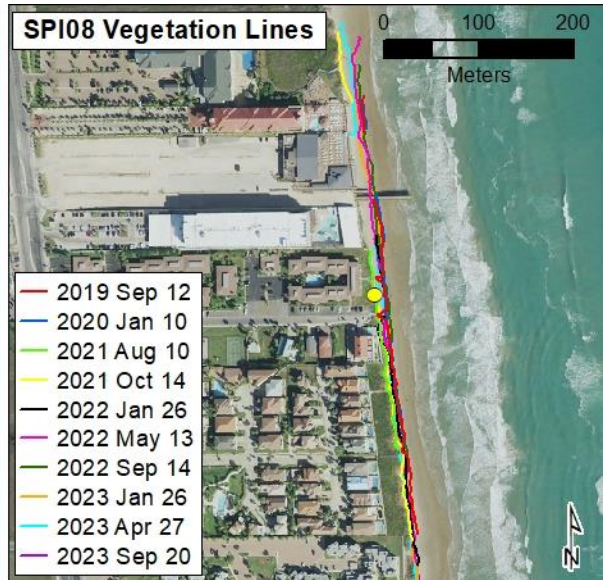 SPI08 Vegetation Lines
0 100 200
Meters
2019 Sep 12
2020 Jan 10
2021 Aug 10
2021 Oct 14
2022 Jan 26
2022 May 13
2022 Sep 14
2023 Jan 26
2023 Apr 27
2023 Sep 20
N